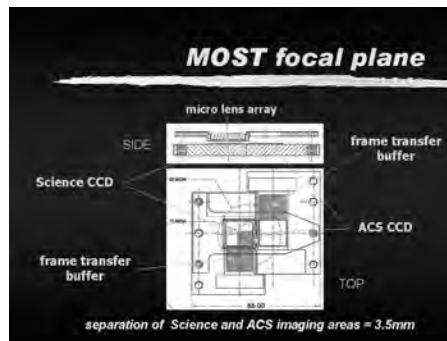 MOST focal plane
micro lens array
SIDE
frame transfer
buffer
Science CCD
ACS CCD
frame transfer
buffer
TOP
separation of Science and ACS imaging areas = 3.5mm